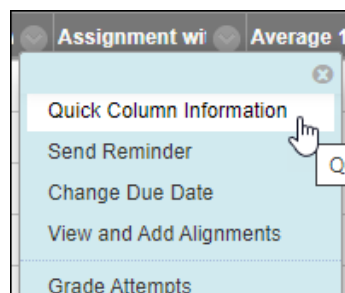 Assignment wi Average 1
Quick Column Information
Send Reminder
Q
Change Due Date
View and Add Alignments
Grade Attempts